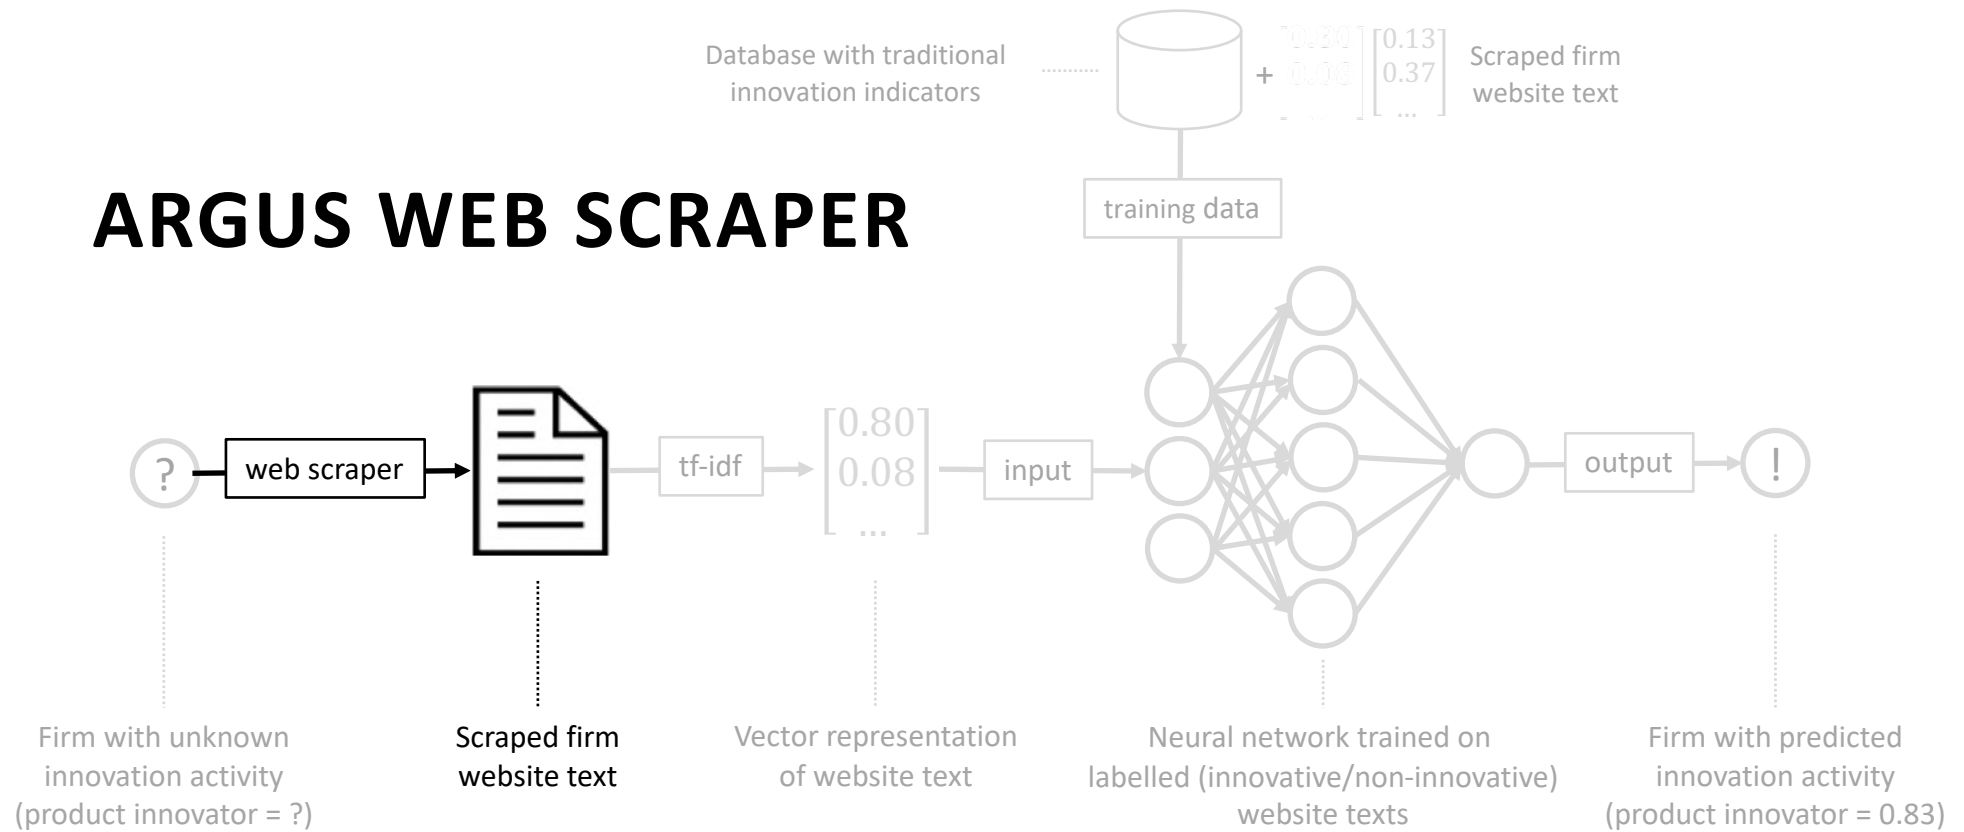 Database with traditional
innovation indicators
+
0.13
0.37
...
Scraped firm
website text
training data
ARGUS WEB SCRAPER
?
web scraper
tf-idf
0.80
0.08
...
input
output
!
Firm with unknown
innovation activity
(product innovator = ?)
Scraped firm
website text
Vector representation
of website text
Neural network trained on
labelled (innovative/non-innovative)
website texts
Firm with predicted
innovation activity
(product innovator = 0.83)